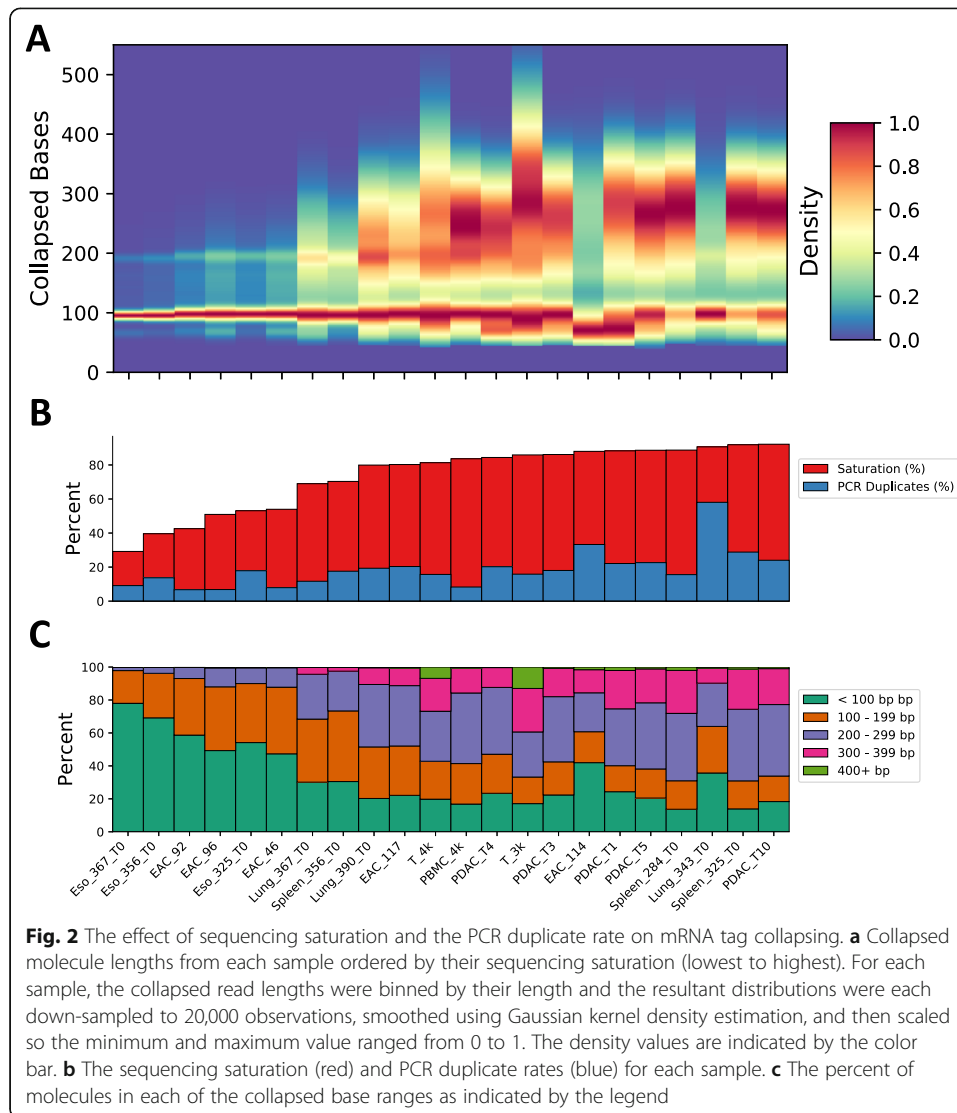 A
500
400
300
200
100
0
Collapsed Bases
1.0
0.8
0.6
0.4
0.2
0.0
Density
B
80
60
40
20
0
Percent
Saturation (%)
PCR Duplicates (%)
C
100
80
60
40
20
0
Percent
< 100 bp bp
100 - 199 bp
200 - 299 bp
300 - 399 bp
400+ bp
Eso_367_T0
Eso_356_T0
EAC_92
EAC_96
Eso_325_T0
EAC_46
Lung_367_T0
Spleen_356_T0
Lung_390_T0
EAC_117
T_4k
PBMC_4k
PDAC_T4
T_3k
PDAC_T3
EAC_114
PDAC_T1
PDAC_T5
Spleen_284_T0
Lung_343_T0
Spleen_325_T0
PDAC_T10
Fig. 2 The effect of sequencing saturation and the PCR duplicate rate on mRNA tag collapsing. a Collapsed
molecule lengths from each sample ordered by their sequencing saturation (lowest to highest). For each
sample, the collapsed read lengths were binned by their length and the resultant distributions were each
down-sampled to 20,000 observations, smoothed using Gaussian kernel density estimation, and then scaled
so the minimum and maximum value ranged from 0 to 1. The density values are indicated by the color
bar. b The sequencing saturation (red) and PCR duplicate rates (blue) for each sample. c The percent of
molecules in each of the collapsed base ranges as indicated by the legend